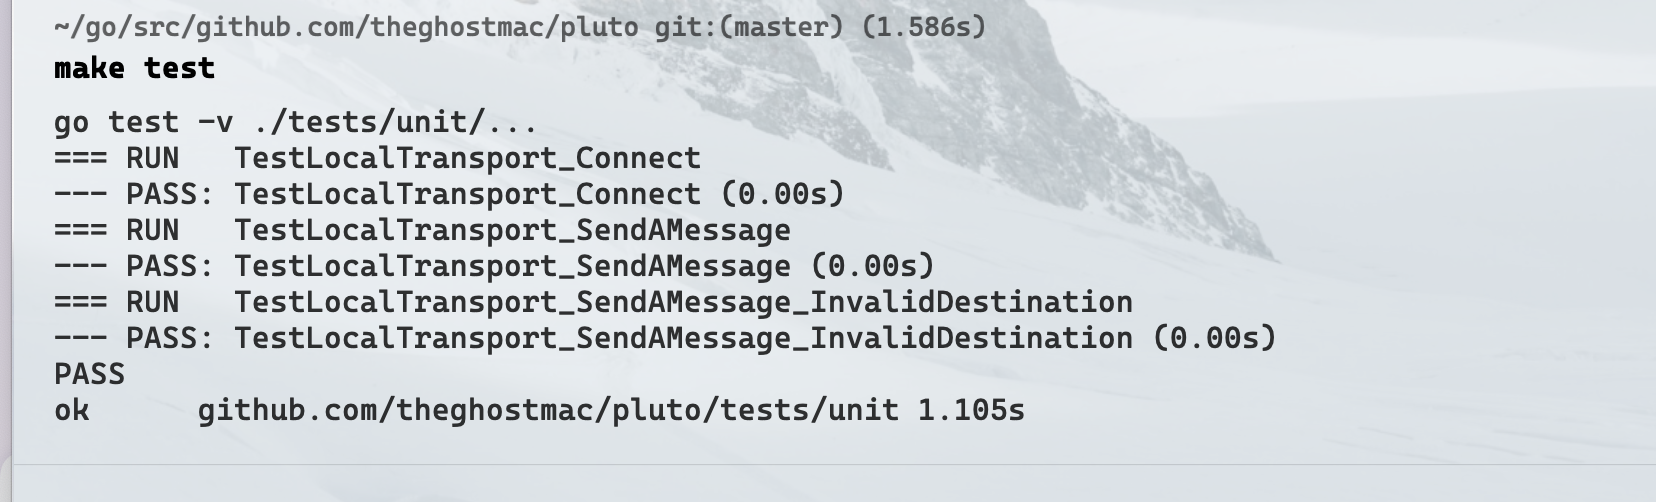 ~/go/src/github.com/theghostmac/pluto git:(master) (1.586s)
make test
go test -v ./tests/unit/...
=== RUN   TestLocalTransport_Connect
--- PASS: TestLocalTransport_Connect (0.00s)
=== RUN   TestLocalTransport_SendAMessage
--- PASS: TestLocalTransport_SendAMessage (0.00s)
=== RUN   TestLocalTransport_SendAMessage_InvalidDestination
--- PASS: TestLocalTransport_SendAMessage_InvalidDestination (0.00s)
PASS
ok      github.com/theghostmac/pluto/tests/unit 1.105s